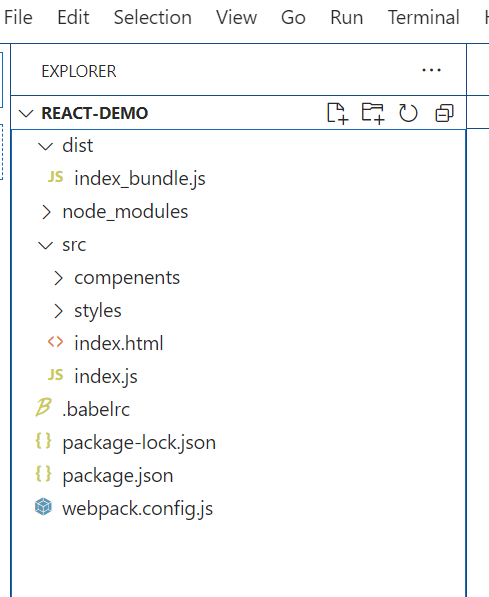 File Edit Selection View Go Run Terminal
EXPLORER
REACT-DEMO
dist
JS index_bundle.js
node_modules
src
compenents
styles
index.html
JS index.js
.babelrc
package-lock.json
package.json
webpack.config.js